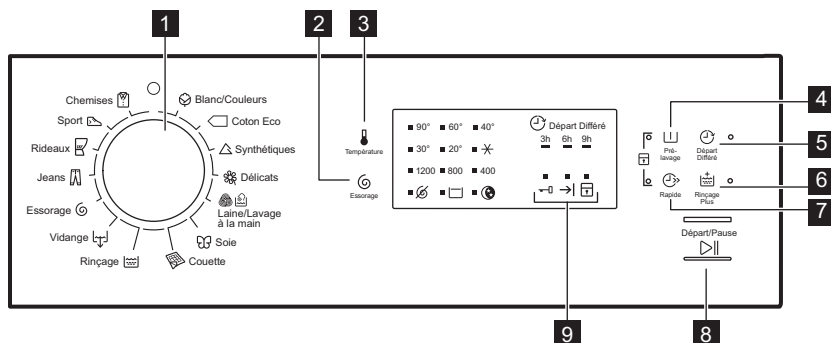 1
2
3
4
5
6
7
8
9
Chemises
Sport
Rideaux
Jeans
Essorage
Vidange
Rinçage
Blanc/Couleurs
Coton Eco
Synthétiques
Délicats
Laine/Lavage
à la main
Soie
Couette
Température
Essorage
90° 60° 40°
30° 20°
1200 800 400
Départ Différé
3h 6h 9h
Pré-
lavage
Départ
Différé
Rapide
Rinçage
Plus
Départ/Pause